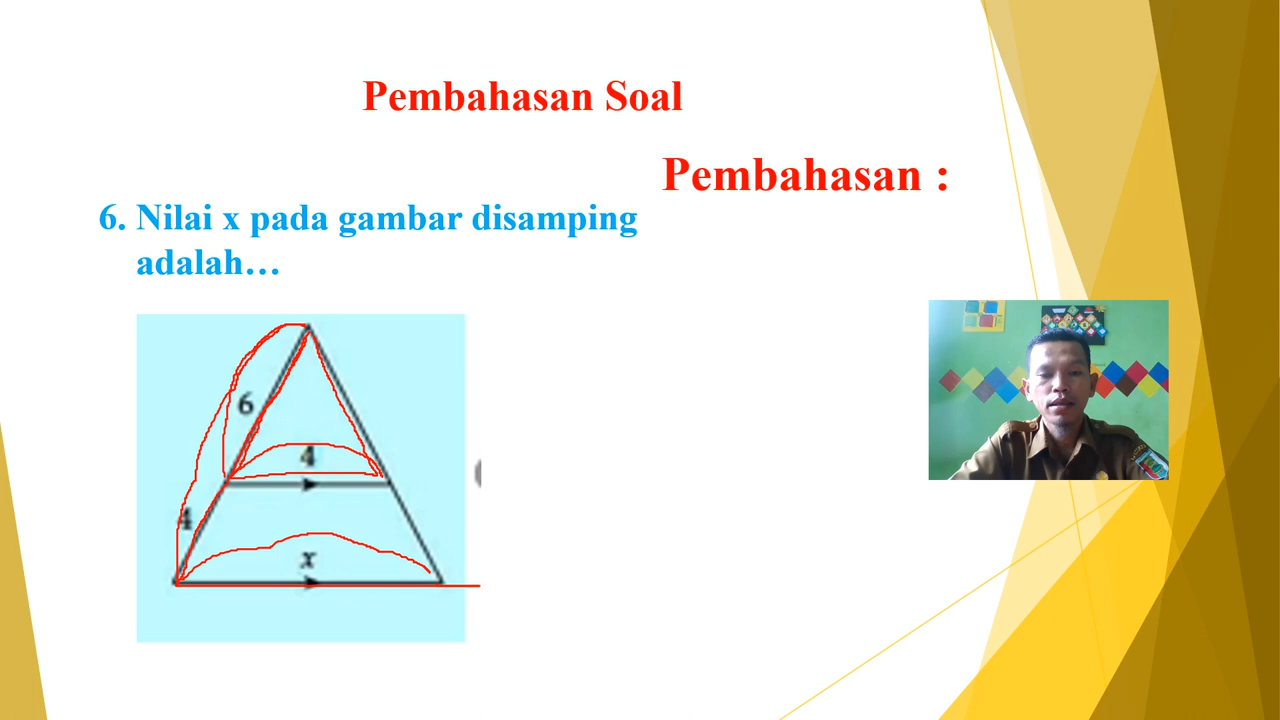 Pembahasan Soal
Pembahasan :
6. Nilai x pada gambar disamping
adalah…
6
4
4
x